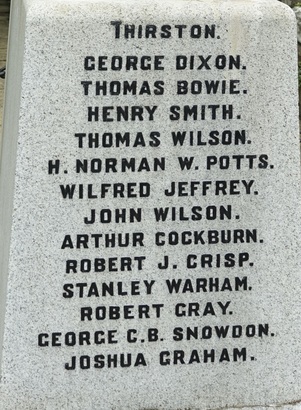 THIRSTON.
GEORGE DIXON.
THOMAS BOWIE.
HENRY SMITH.
THOMAS WILSON.
H. NORMAN W. POTTS.
WILFRED JEFFREY.
JOHN WILSON.
ARTHUR COCKBURN.
ROBERT J. CRISP.
STANLEY WARHAM.
ROBERT GRAY.
GEORGE C.B. SNOWDON.
JOSHUA GRAHAM.